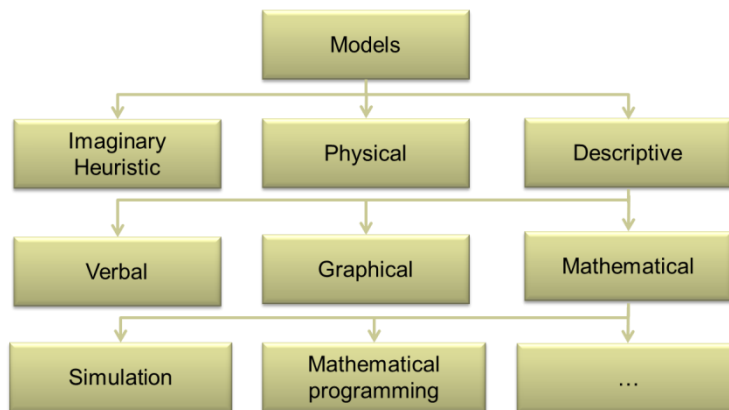 Models
Imaginary
Heuristic
Physical
Descriptive
Verbal
Graphical
Mathematical
Simulation
Mathematical
programming
…